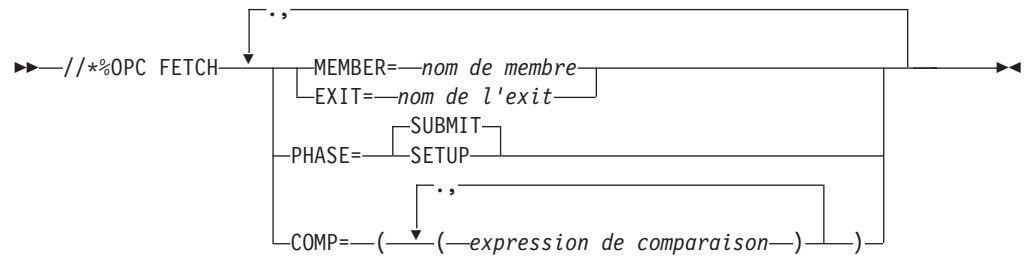 .,
//*%OPC FETCH MEMBER= nom de membre
EXIT= nom de l'exit
SUBMIT
PHASE= SETUP
.,
COMP= ( ( expression de comparaison ) )